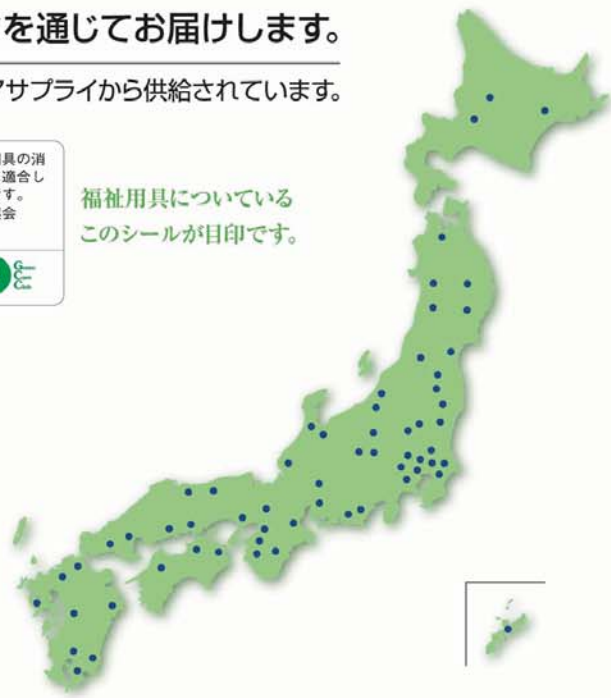 を通じてお届けします。
アサプライから供給されています。
具の消
適合し
す。
会
福祉用具についている
このシールが目印です。